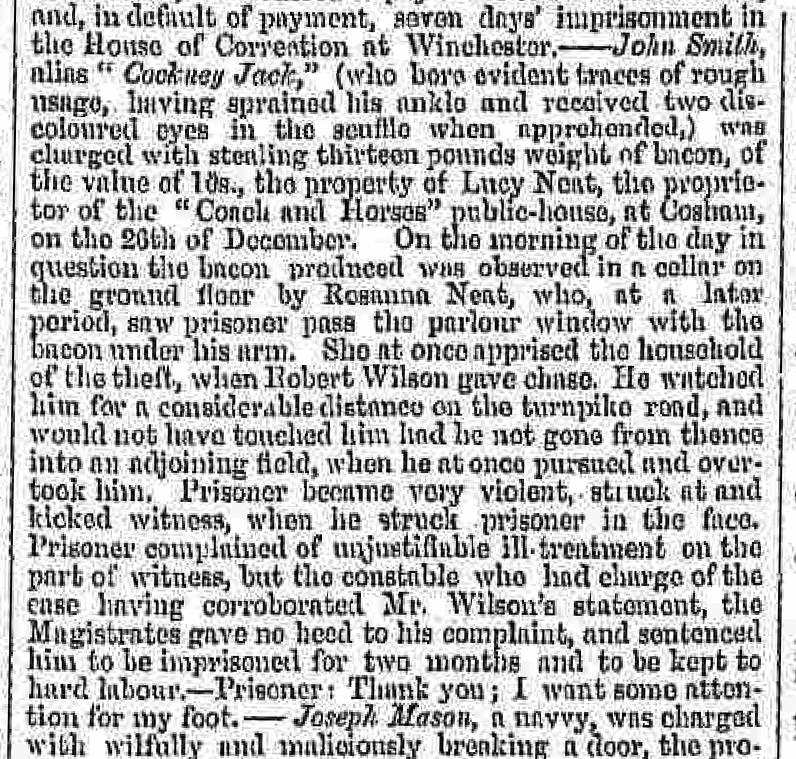 and, in default of payment, seven days' imprisonment in
the House of Correction at Winchester.——John Smith,
alias " Cockney Jack," (who bore evident traces of rough
usage, having sprained his ankle and received two dis-
coloured eyes in the scuffle when apprehended,) was
charged with stealing thirteen pounds weight of bacon, of
the value of 10s., the property of Lucy Neat, the proprie-
tor of the "Coach and Horses" public-house, at Cosham,
on the 26th of December. On the morning of the day in
question the bacon produced was observed in a cellar on
the ground floor by Rosanna Neat, who, at a later
period, saw prisoner pass the parlour window with the
bacon under his arm. She at once apprised the household
of the theft, when Robert Wilson gave chase. He watched
him for a considerable distance on the turnpike road, and
would not have touched him had he not gone from thence
into an adjoining field, when he at once pursued and over-
took him. Prisoner became very violent, struck at and
kicked witness, when he struck prisoner in the face.
Prisoner complained of unjustifiable ill-treatment on the
part of witness, but the constable who had charge of the
case having corroborated Mr. Wilson's statement, the
Magistrates gave no heed to his complaint, and sentenced
him to be imprisoned for two months and to be kept to
hard labour.—Prisoner: Thank you; I want some atten-
tion for my foot.—— Joseph Mason, a navvy, was charged
with wilfully and maliciously breaking a door, the pro-